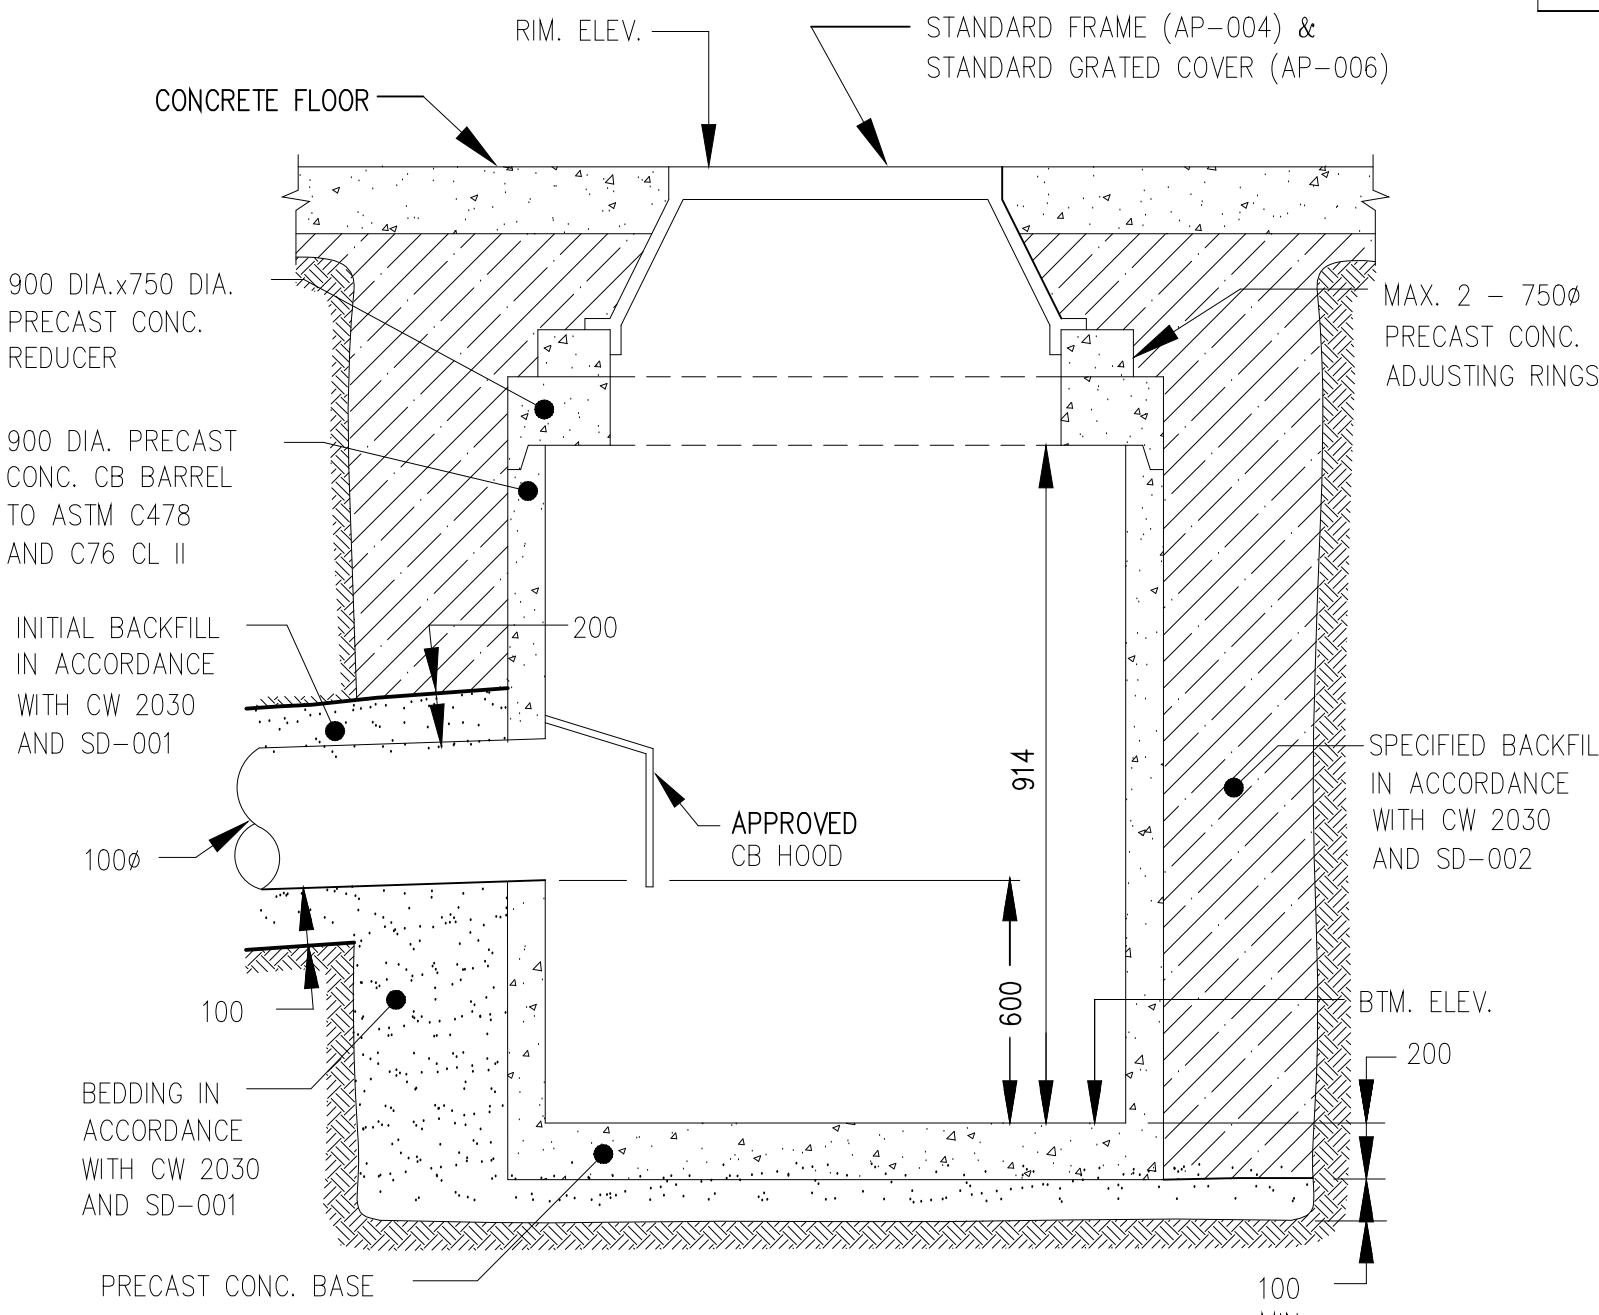 RIM. ELEV.
STANDARD FRAME (AP-004) &
STANDARD GRATED COVER (AP-006)
CONCRETE FLOOR
900 DIA.x750 DIA.
PRECAST CONC.
REDUCER
MAX. 2 - 750ø
PRECAST CONC.
ADJUSTING RINGS
900 DIA. PRECAST
CONC. CB BARREL
TO ASTM C478
AND C76 CL II
INITIAL BACKFILL
IN ACCORDANCE
WITH CW 2030
AND SD-001
200
914
SPECIFIED BACKFIL
IN ACCORDANCE
WITH CW 2030
AND SD-002
APPROVED
CB HOOD
100ø
600
100
BTM. ELEV.
200
BEDDING IN
ACCORDANCE
WITH CW 2030
AND SD-001
PRECAST CONC. BASE
100